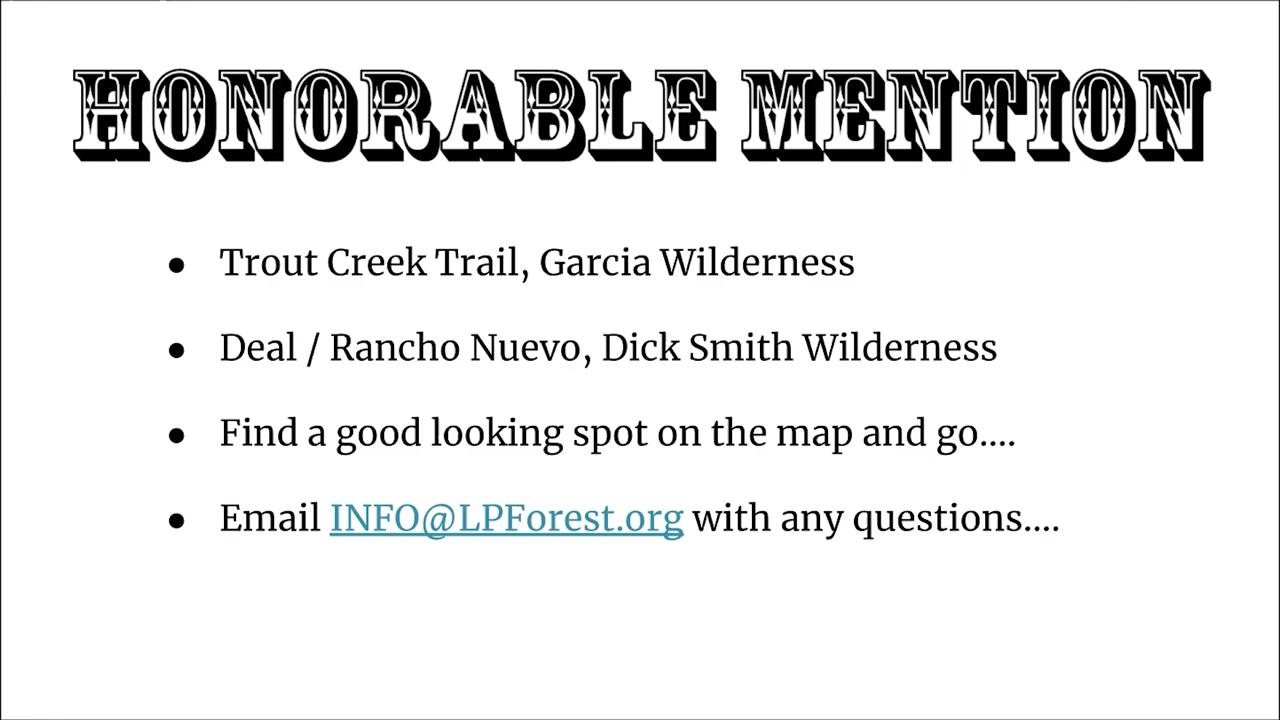 HONORABLE MENTION
● Trout Creek Trail, Garcia Wilderness
● Deal / Rancho Nuevo, Dick Smith Wilderness
● Find a good looking spot on the map and go....
● Email INFO@LPForest.org with any questions....